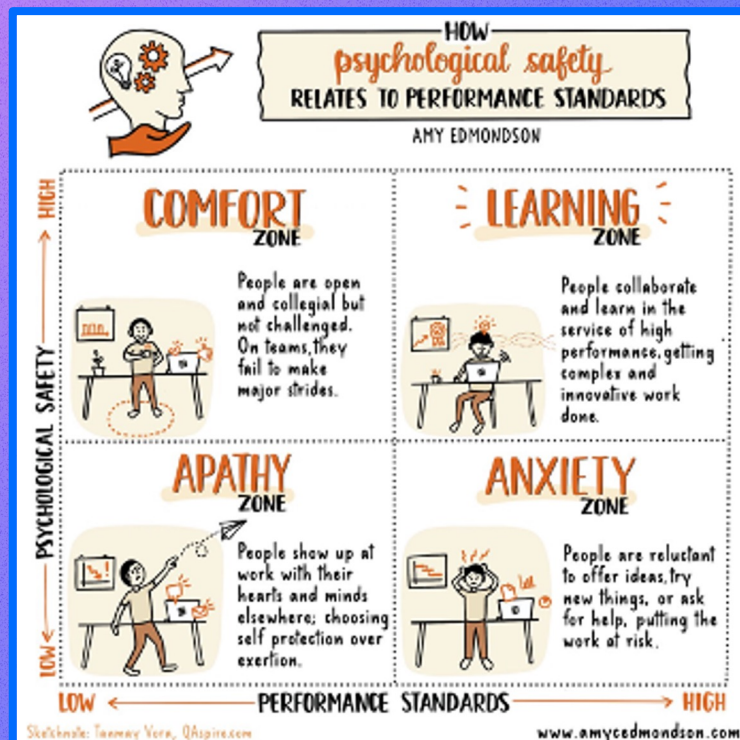 HOW
psychological safety
RELATES TO PERFORMANCE STANDARDS
AMY EDMONDSON
HIGH
PSYCHOLOGICAL SAFETY
LOW
COMFORT
ZONE
People are open
and collegial but
not challenged.
On teams, they
fail to make
major strides.
LEARNING
ZONE
People collaborate
and learn in the
service of high
performance, getting
complex and
innovative work
done.
APATHY
ZONE
People show up at
work with their
hearts and minds
elsewhere; choosing
self protection over
exertion.
ANXIETY
ZONE
People are reluctant
to offer ideas, try
new things, or ask
for help, putting the
work at risk.
LOW
PERFORMANCE STANDARDS
HIGH
Sketchnote: Tanmay Vora, QAspire.com
www.amycedmondson.com